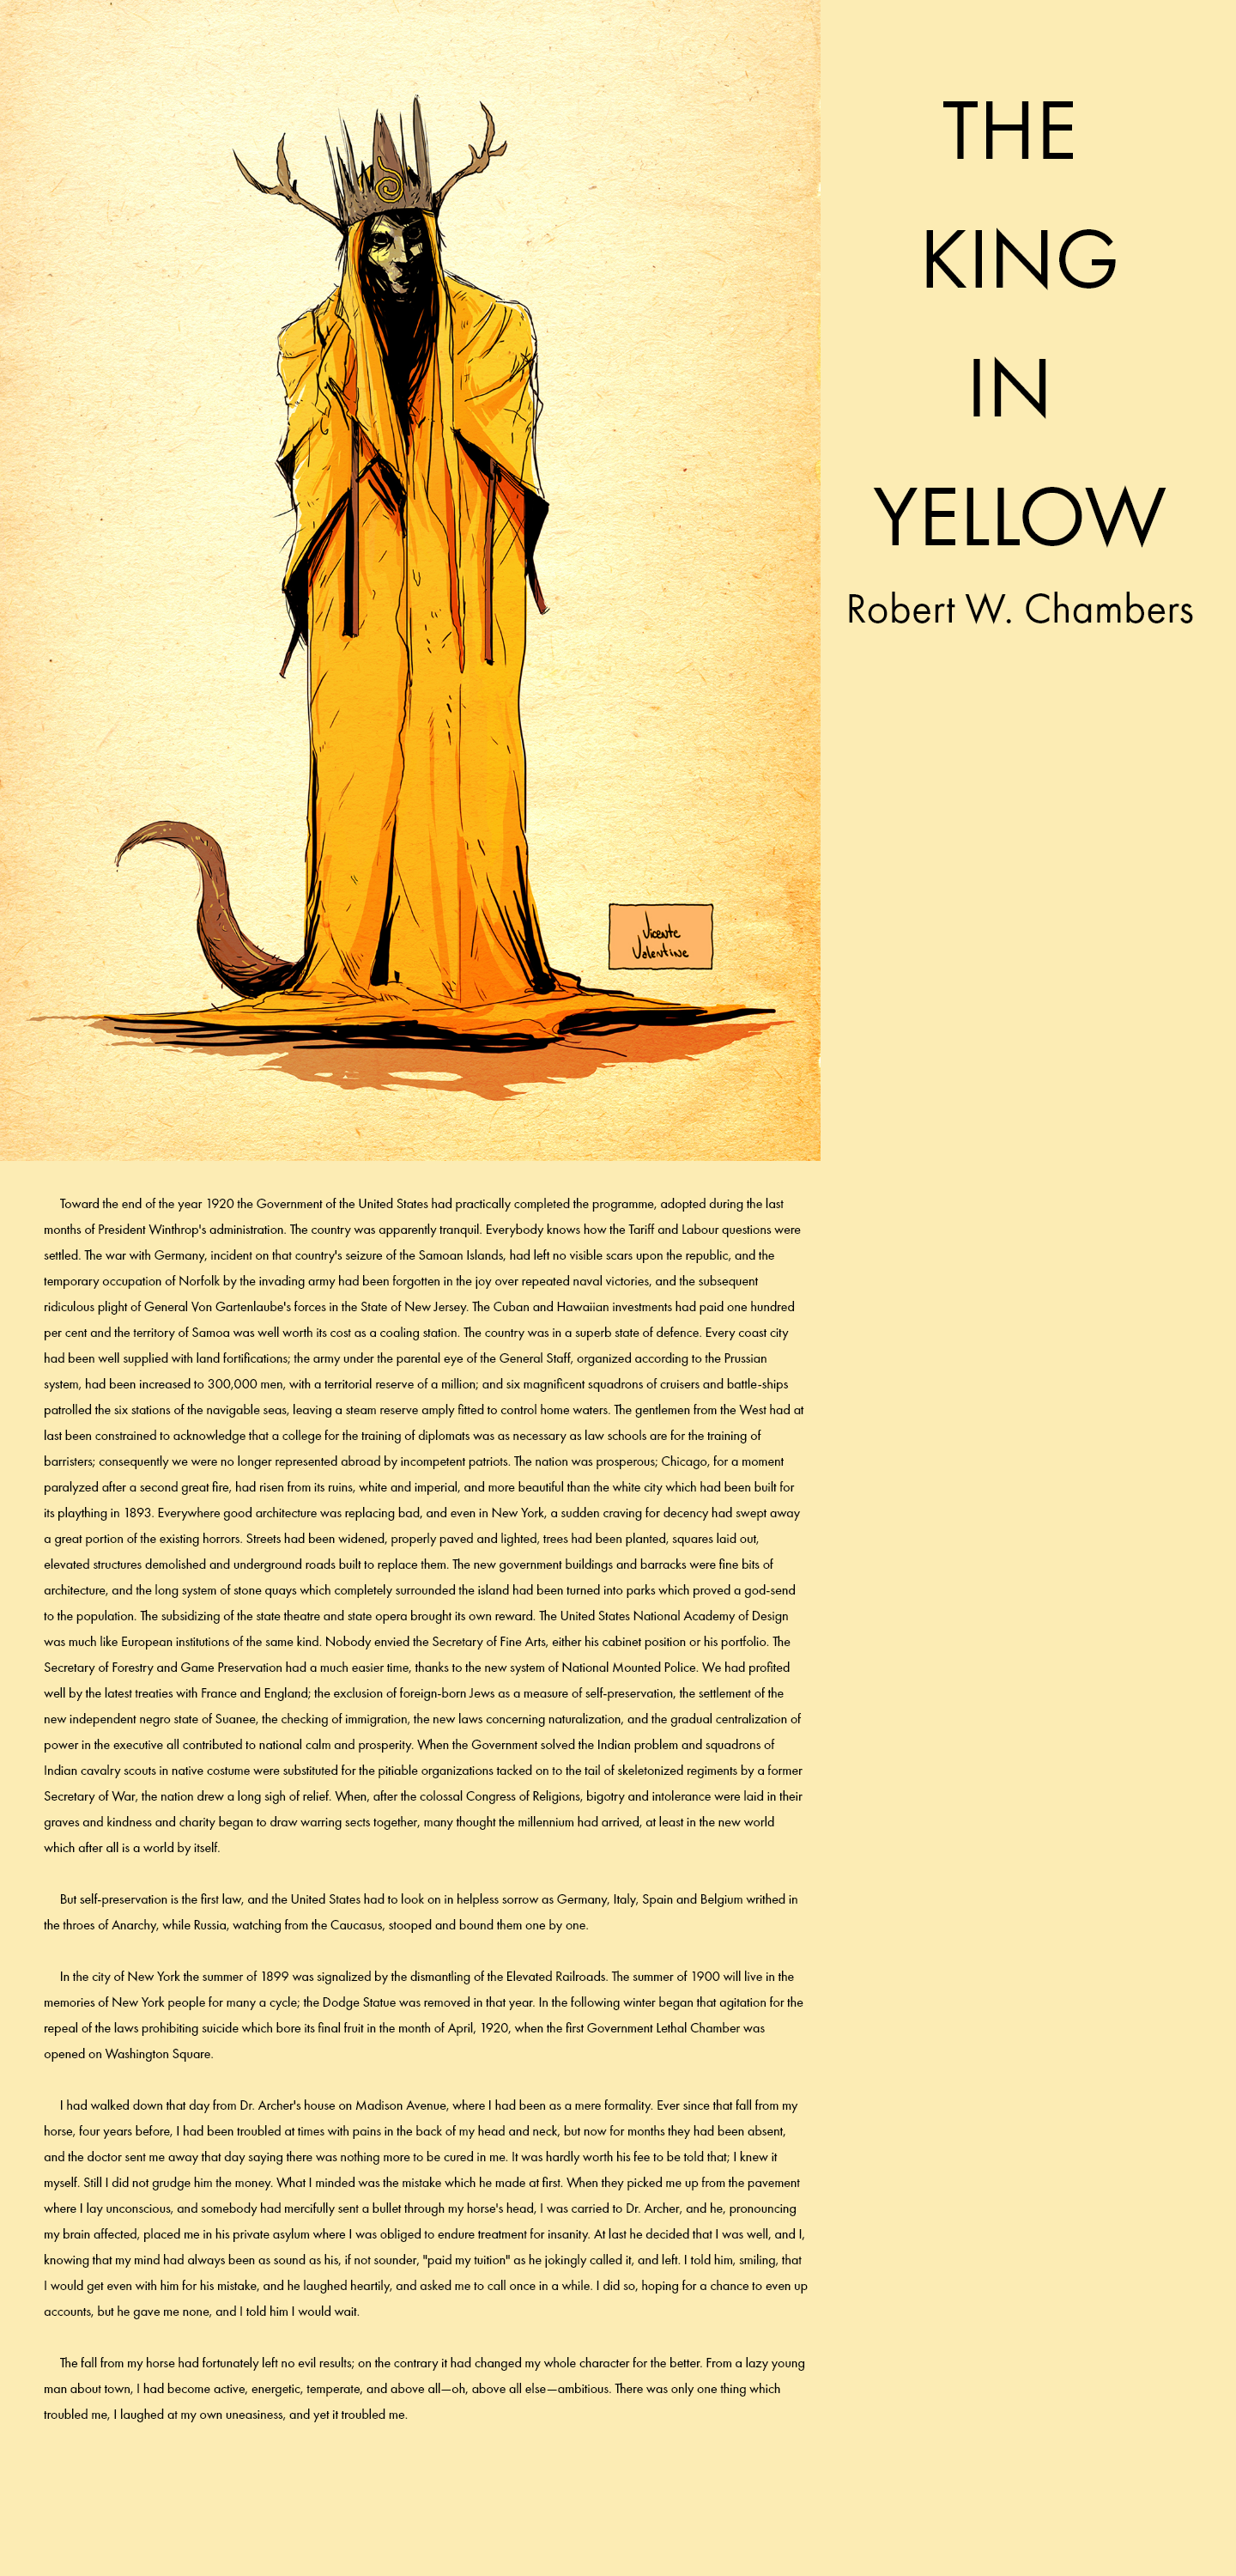 THE
KING
IN
YELLOW
Robert W. Chambers
Vicente
Valentine
Toward the end of the year 1920 the Government of the United States had practically completed the programme, adopted during the last
months of President Winthrop's administration. The country was apparently tranquil. Everybody knows how the Tariff and Labour questions were
settled. The war with Germany, incident on that country's seizure of the Samoan Islands, had left no visible scars upon the republic, and the
temporary occupation of Norfolk by the invading army had been forgotten in the joy over repeated naval victories, and the subsequent
ridiculous plight of General Von Gartenlaube's forces in the State of New Jersey. The Cuban and Hawaiian investments had paid one hundred
per cent and the territory of Samoa was well worth its cost as a coaling station. The country was in a superb state of defence. Every coast city
had been well supplied with land fortifications; the army under the parental eye of the General Staff, organized according to the Prussian
system, had been increased to 300,000 men, with a territorial reserve of a million; and six magnificent squadrons of cruisers and battle-ships
patrolled the six stations of the navigable seas, leaving a steam reserve amply fitted to control home waters. The gentlemen from the West had at
last been constrained to acknowledge that a college for the training of diplomats was as necessary as law schools are for the training of
barristers; consequently we were no longer represented abroad by incompetent patriots. The nation was prosperous; Chicago, for a moment
paralyzed after a second great fire, had risen from its ruins, white and imperial, and more beautiful than the white city which had been built for
its plaything in 1893. Everywhere good architecture was replacing bad, and even in New York, a sudden craving for decency had swept away
a great portion of the existing horrors. Streets had been widened, properly paved and lighted, trees had been planted, squares laid out,
elevated structures demolished and underground roads built to replace them. The new government buildings and barracks were fine bits of
architecture, and the long system of stone quays which completely surrounded the island had been turned into parks which proved a god-send
to the population. The subsidizing of the state theatre and state opera brought its own reward. The United States National Academy of Design
was much like European institutions of the same kind. Nobody envied the Secretary of Fine Arts, either his cabinet position or his portfolio. The
Secretary of Forestry and Game Preservation had a much easier time, thanks to the new system of National Mounted Police. We had profited
well by the latest treaties with France and England; the exclusion of foreign-born Jews as a measure of self-preservation, the settlement of the
new independent negro state of Suanee, the checking of immigration, the new laws concerning naturalization, and the gradual centralization of
power in the executive all contributed to national calm and prosperity. When the Government solved the Indian problem and squadrons of
Indian cavalry scouts in native costume were substituted for the pitiable organizations tacked on to the tail of skeletonized regiments by a former
Secretary of War, the nation drew a long sigh of relief. When, after the colossal Congress of Religions, bigotry and intolerance were laid in their
graves and kindness and charity began to draw warring sects together, many thought the millennium had arrived, at least in the new world
which after all is a world by itself.
But self-preservation is the first law, and the United States had to look on in helpless sorrow as Germany, Italy, Spain and Belgium writhed in
the throes of Anarchy, while Russia, watching from the Caucasus, stooped and bound them one by one.
In the city of New York the summer of 1899 was signalized by the dismantling of the Elevated Railroads. The summer of 1900 will live in the
memories of New York people for many a cycle; the Dodge Statue was removed in that year. In the following winter began that agitation for the
repeal of the laws prohibiting suicide which bore its final fruit in the month of April, 1920, when the first Government Lethal Chamber was
opened on Washington Square.
I had walked down that day from Dr. Archer's house on Madison Avenue, where I had been as a mere formality. Ever since that fall from my
horse, four years before, I had been troubled at times with pains in the back of my head and neck, but now for months they had been absent,
and the doctor sent me away that day saying there was nothing more to be cured in me. It was hardly worth his fee to be told that; I knew it
myself. Still I did not grudge him the money. What I minded was the mistake which he made at first. When they picked me up from the pavement
where I lay unconscious, and somebody had mercifully sent a bullet through my horse's head, I was carried to Dr. Archer, and he, pronouncing
my brain affected, placed me in his private asylum where I was obliged to endure treatment for insanity. At last he decided that I was well, and I,
knowing that my mind had always been as sound as his, if not sounder, "paid my tuition" as he jokingly called it, and left. I told him, smiling, that
I would get even with him for his mistake, and he laughed heartily, and asked me to call once in a while. I did so, hoping for a chance to even up
accounts, but he gave me none, and I told him I would wait.
The fall from my horse had fortunately left no evil results; on the contrary it had changed my whole character for the better. From a lazy young
man about town, I had become active, energetic, temperate, and above all—oh, above all else—ambitious. There was only one thing which
troubled me, I laughed at my own uneasiness, and yet it troubled me.